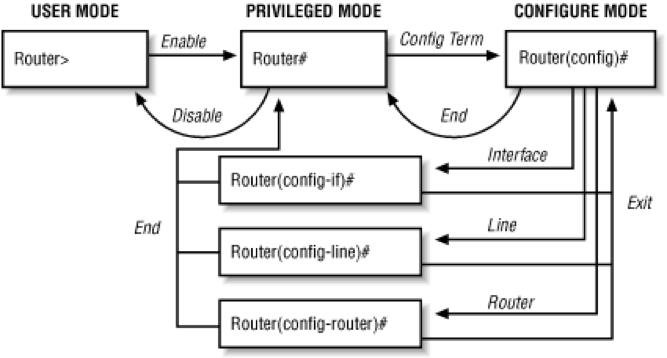 USER MODE
PRIVILEGED MODE
CONFIGURE MODE
Router>
Enable
Router#
Config Term
Router(config)#
Disable
End
Interface
Router(config-if)#
End
Exit
Line
Router(config-line)#
Router
Router(config-router)#